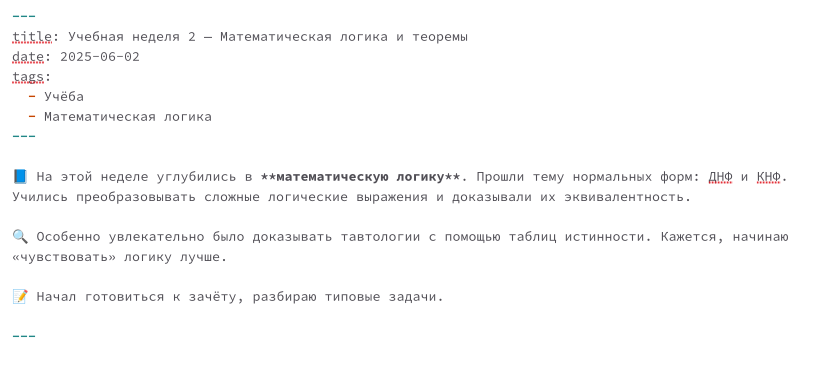 ---
title: Учебная неделя 2 — Математическая логика и теоремы
date: 2025-06-02
tags:
  - Учёба
  - Математическая логика
---
📘 На этой неделе углубились в **математическую логику**. Прошли тему нормальных форм: ДНФ и КНФ.
Учились преобразовывать сложные логические выражения и доказывали их эквивалентность.
🔍 Особенно увлекательно было доказывать тавтологии с помощью таблиц истинности. Кажется, начинаю
«чувствовать» логику лучше.
📝 Начал готовиться к зачёту, разбираю типовые задачи.
---